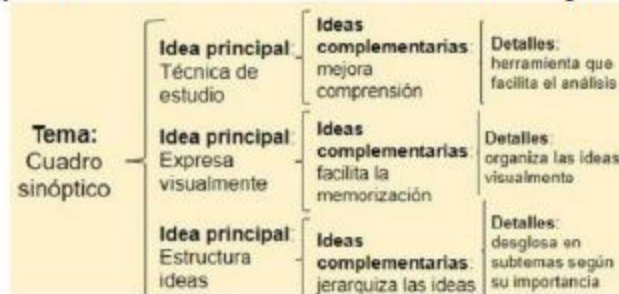 Tema:
Cuadro
sinóptico
Idea principal:
Técnica de
estudio
Ideas
complementarias:
mejora
comprensión
Detalles:
herramienta que
facilita el análisis
Idea principal:
Expresa
visualmente
Ideas
complementarias:
facilita la
memorización
Detalles:
organiza las ideas
visualmento
Idea principal:
Estructura
ideas
Ideas
complementarias:
jerarquiza las ideas
Detalles:
desglosa en
subtemas según
su importancia